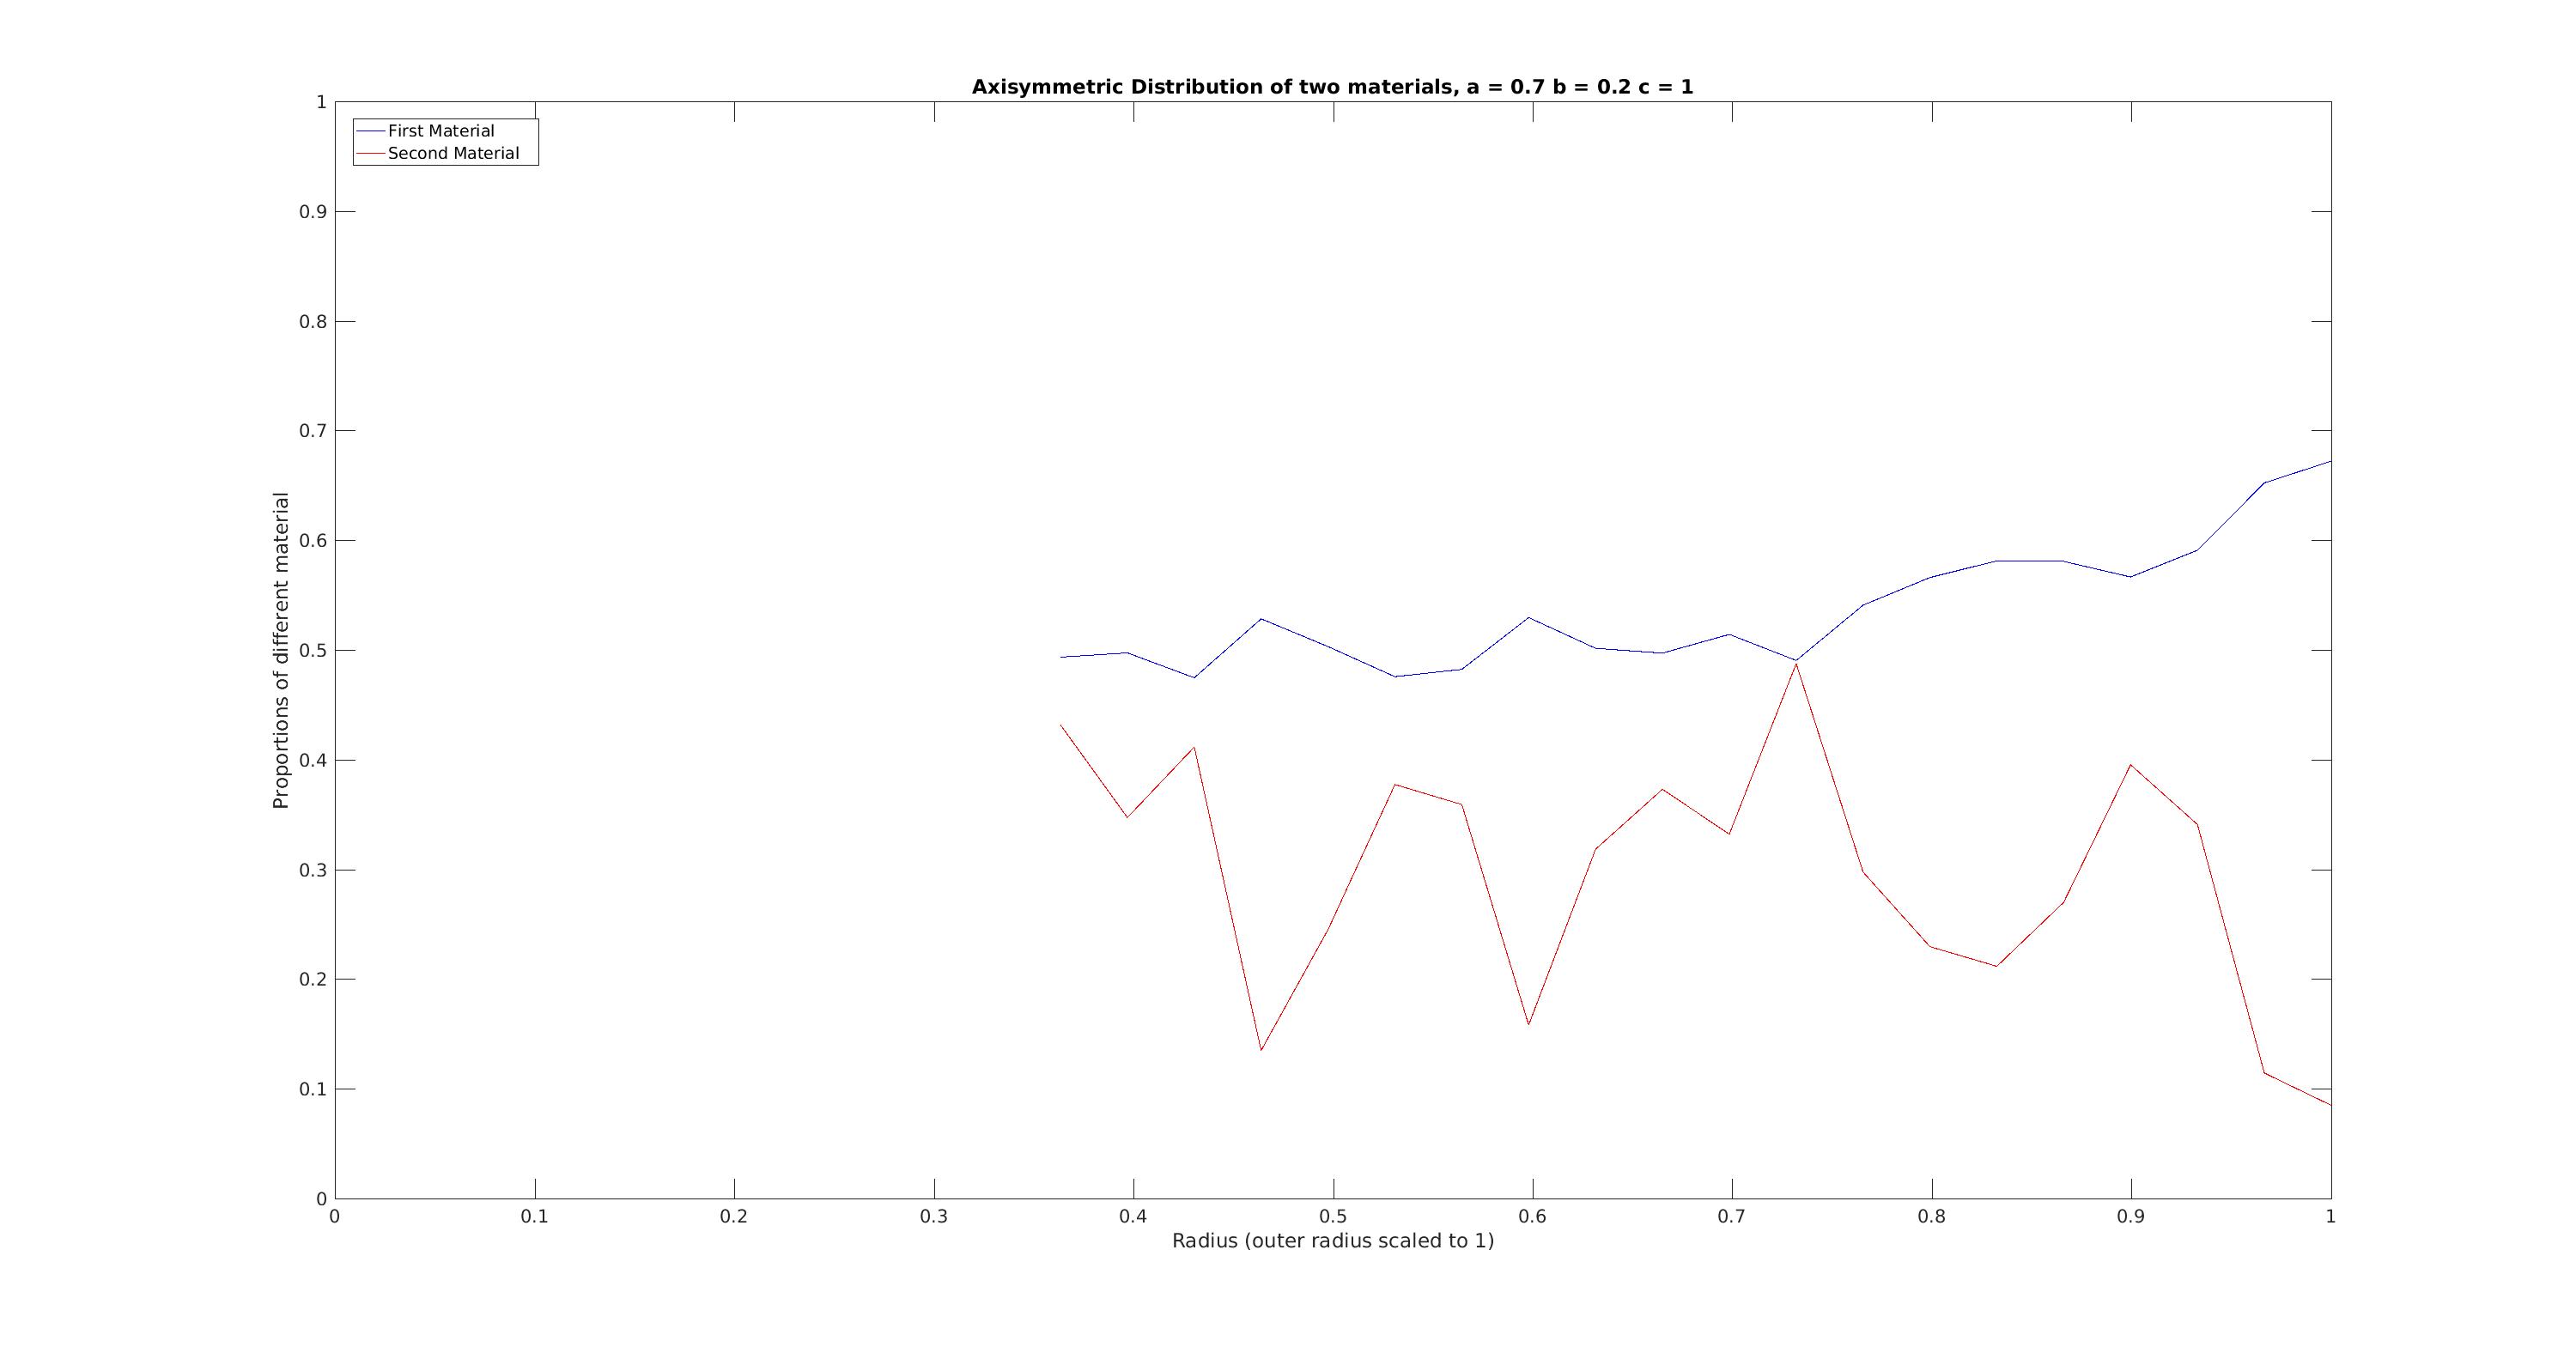 Axisymmetric Distribution of two materials, a = 0.7 b = 0.2 c = 1
First Material
Second Material
Proportions of different material
1
0.9
0.8
0.7
0.6
0.5
0.4
0.3
0.2
0.1
0
0 0.1 0.2 0.3 0.4 0.5 0.6 0.7 0.8 0.9 1
Radius (outer radius scaled to 1)